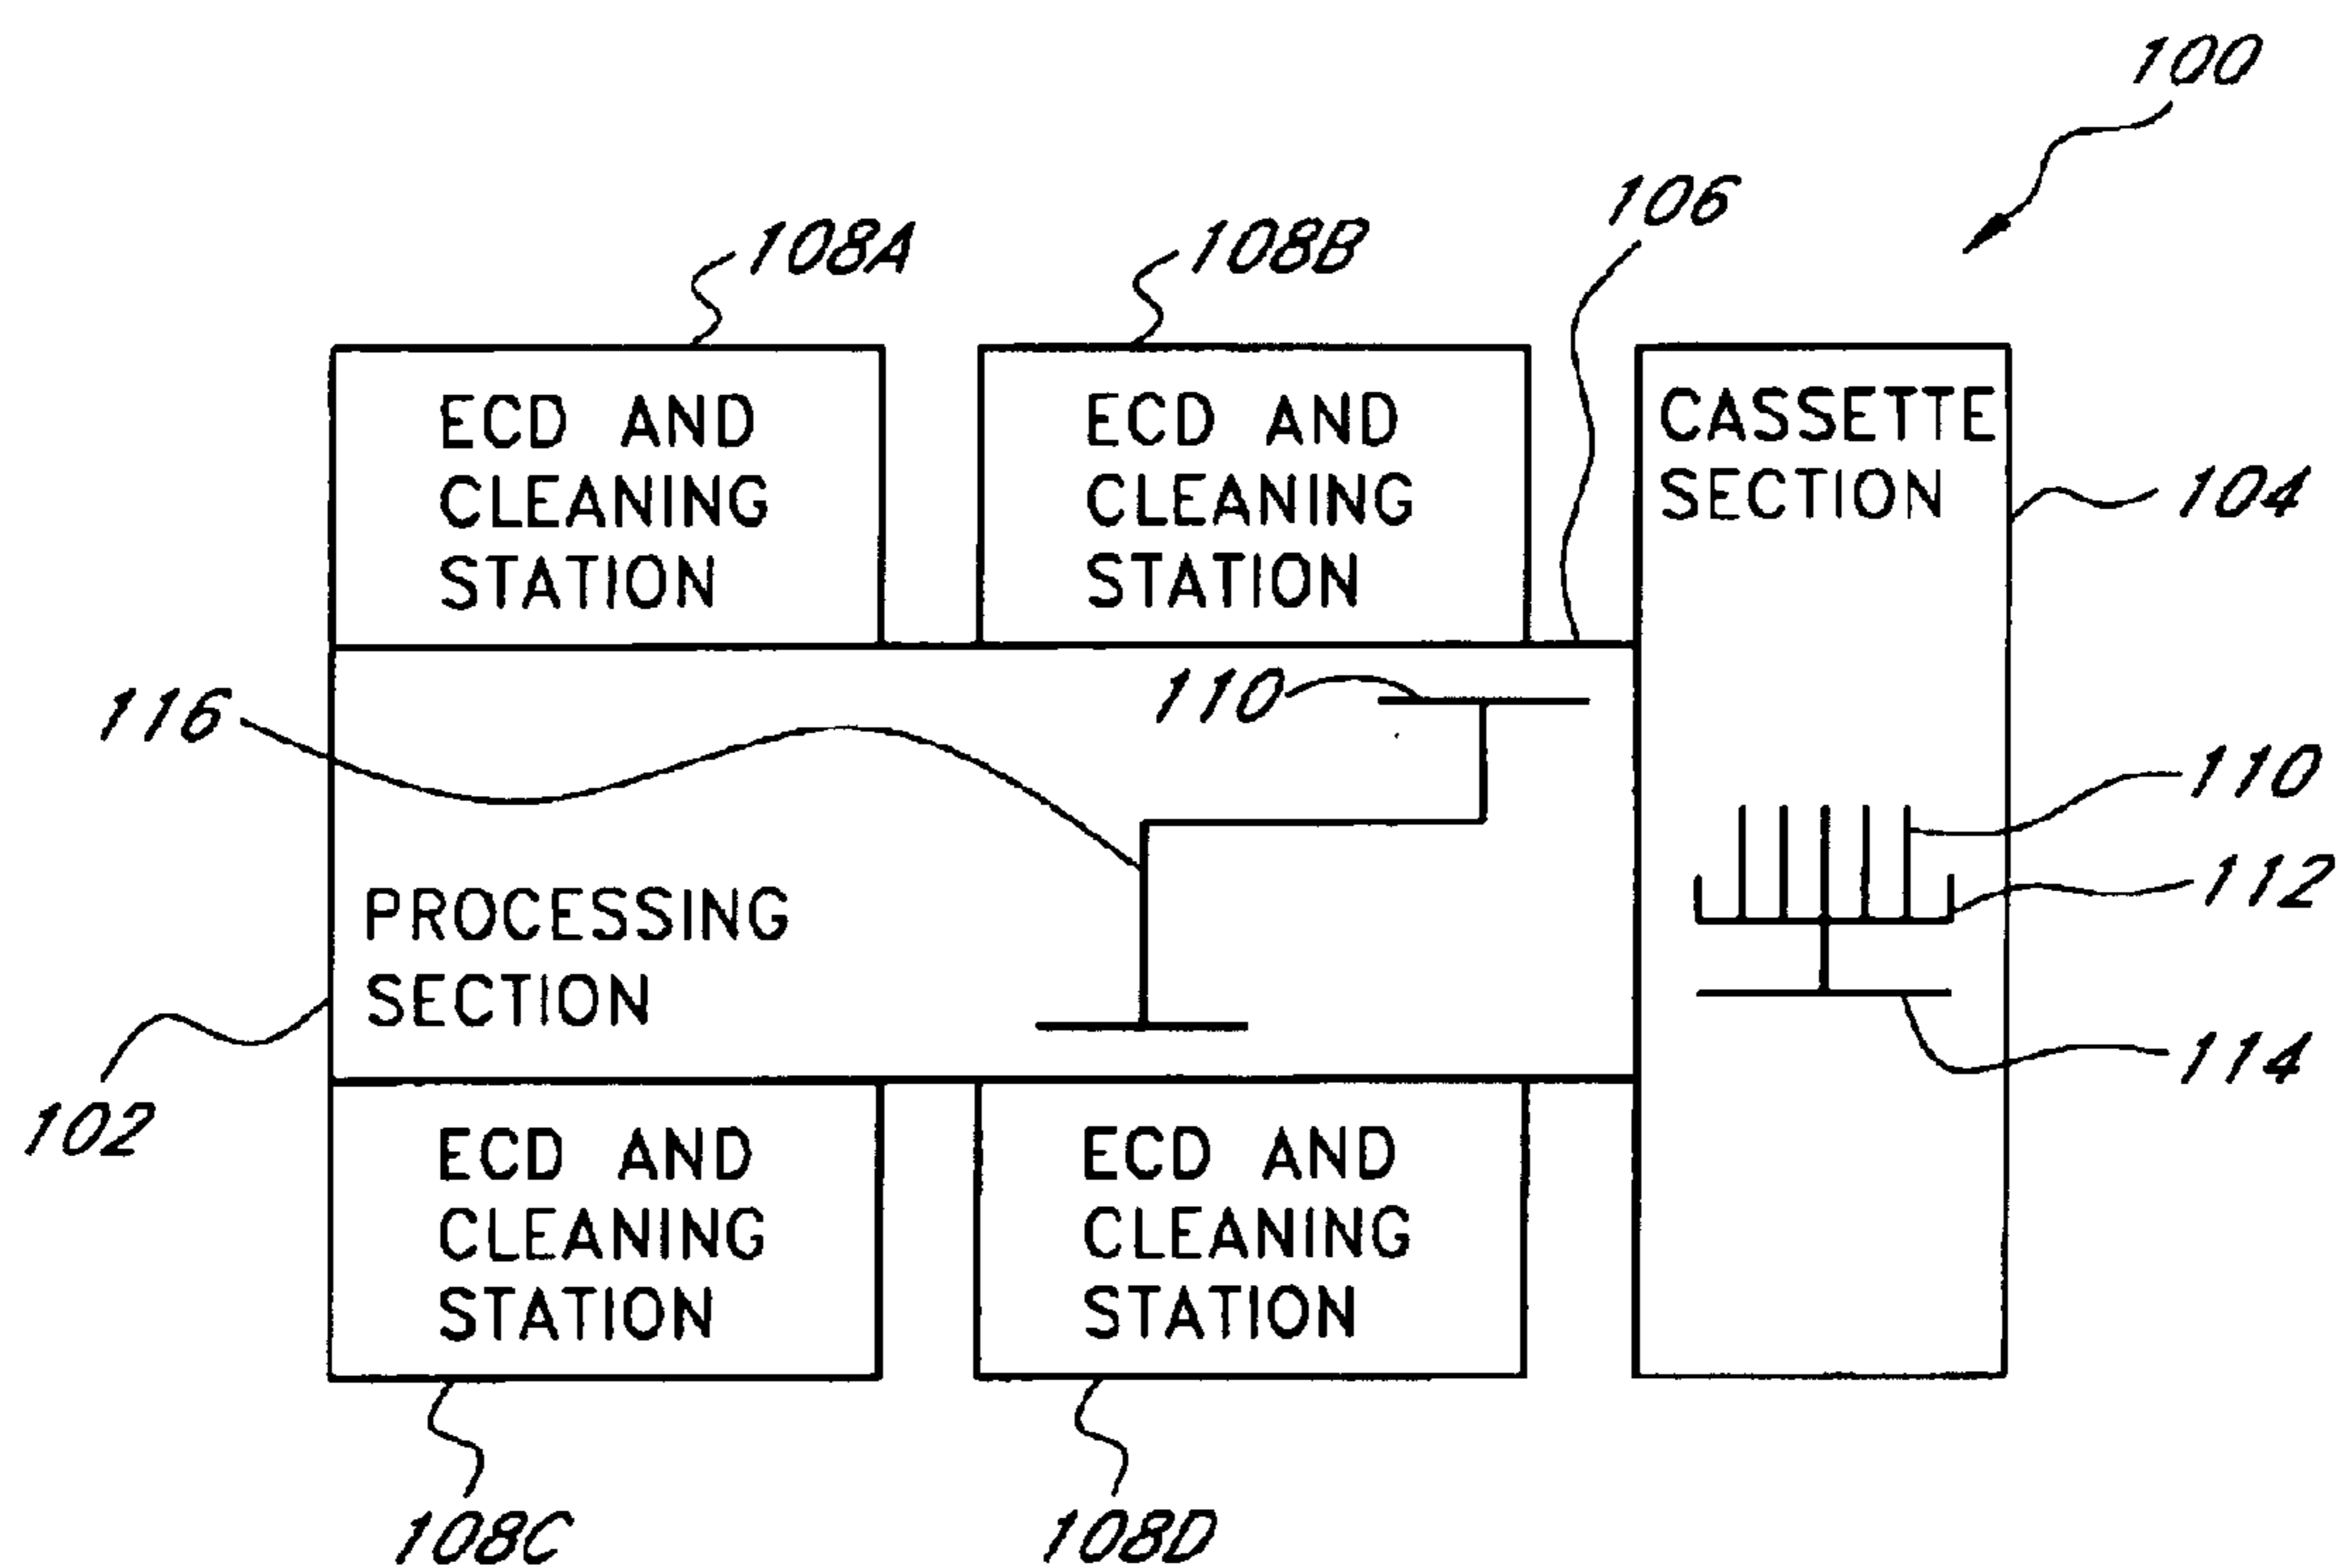 100
106
108A
108B
ECD AND
CLEANING
STATION
ECD AND
CLEANING
STATION
CASSETTE
SECTION
104
116
110
110
112
PROCESSING
SECTION
114
102
ECD AND
CLEANING
STATION
ECD AND
CLEANING
STATION
108C
108D